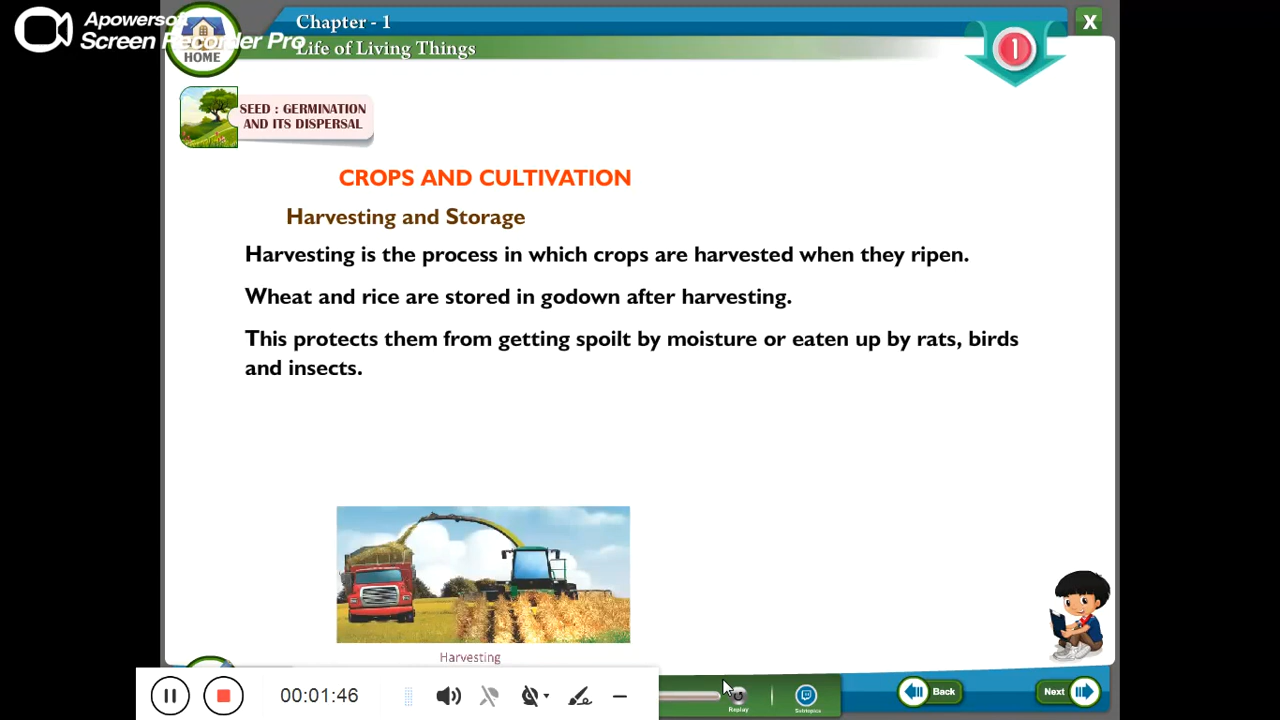 Apowersoft
Screen Recorder Pro
HOME
Chapter - 1
Life of Living Things
1
X
SEED : GERMINATION
AND ITS DISPERSAL
CROPS AND CULTIVATION
Harvesting and Storage
Harvesting is the process in which crops are harvested when they ripen.
Wheat and rice are stored in godown after harvesting.
This protects them from getting spoilt by moisture or eaten up by rats, birds
and insects.
Harvesting
00:01:46
Replay
Subtopics
Back
Next